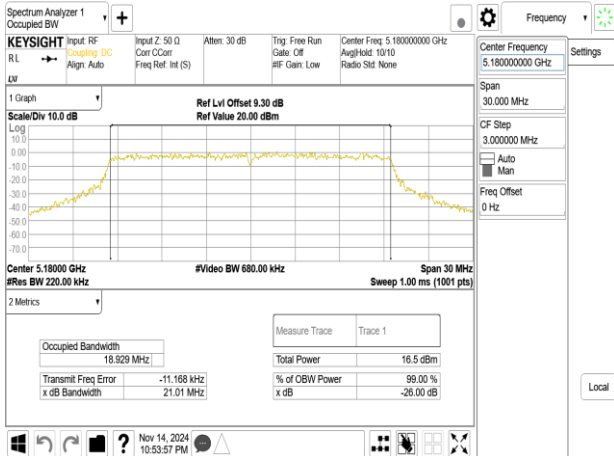 Spectrum Analyzer 1
Occupied BW
Frequency
KEYSIGHT
R L
LXI
Input: RF
Coupling: DC
Align: Auto
Input Z: 50 Ω
Corr CCorr
Freq Ref: Int (S)
Atten: 30 dB
Trig: Free Run
Gate: Off
#IF Gain: Low
Center Freq: 5.180000000 GHz
Avg|Hold: 10/10
Radio Std: None
Center Frequency
5.180000000 GHz
Settings
Span
30.000 MHz
CF Step
3.000000 MHz
Auto
Man
Freq Offset
0 Hz
Local
1 Graph
Scale/Div 10.0 dB
Ref Lvl Offset 9.30 dB
Ref Value 20.00 dBm
Log
10.0
0.00
-10.0
-20.0
-30.0
-40.0
-50.0
-60.0
-70.0
Center 5.18000 GHz
#Video BW 680.00 kHz
Span 30 MHz
#Res BW 220.00 kHz
Sweep 1.00 ms (1001 pts)
2 Metrics
Measure Trace
Trace 1
Occupied Bandwidth
18.929 MHz
Total Power
16.5 dBm
Transmit Freq Error
-11.168 kHz
% of OBW Power
99.00 %
x dB Bandwidth
21.01 MHz
x dB
-26.00 dB
?
Nov 14, 2024
10:53:57 PM